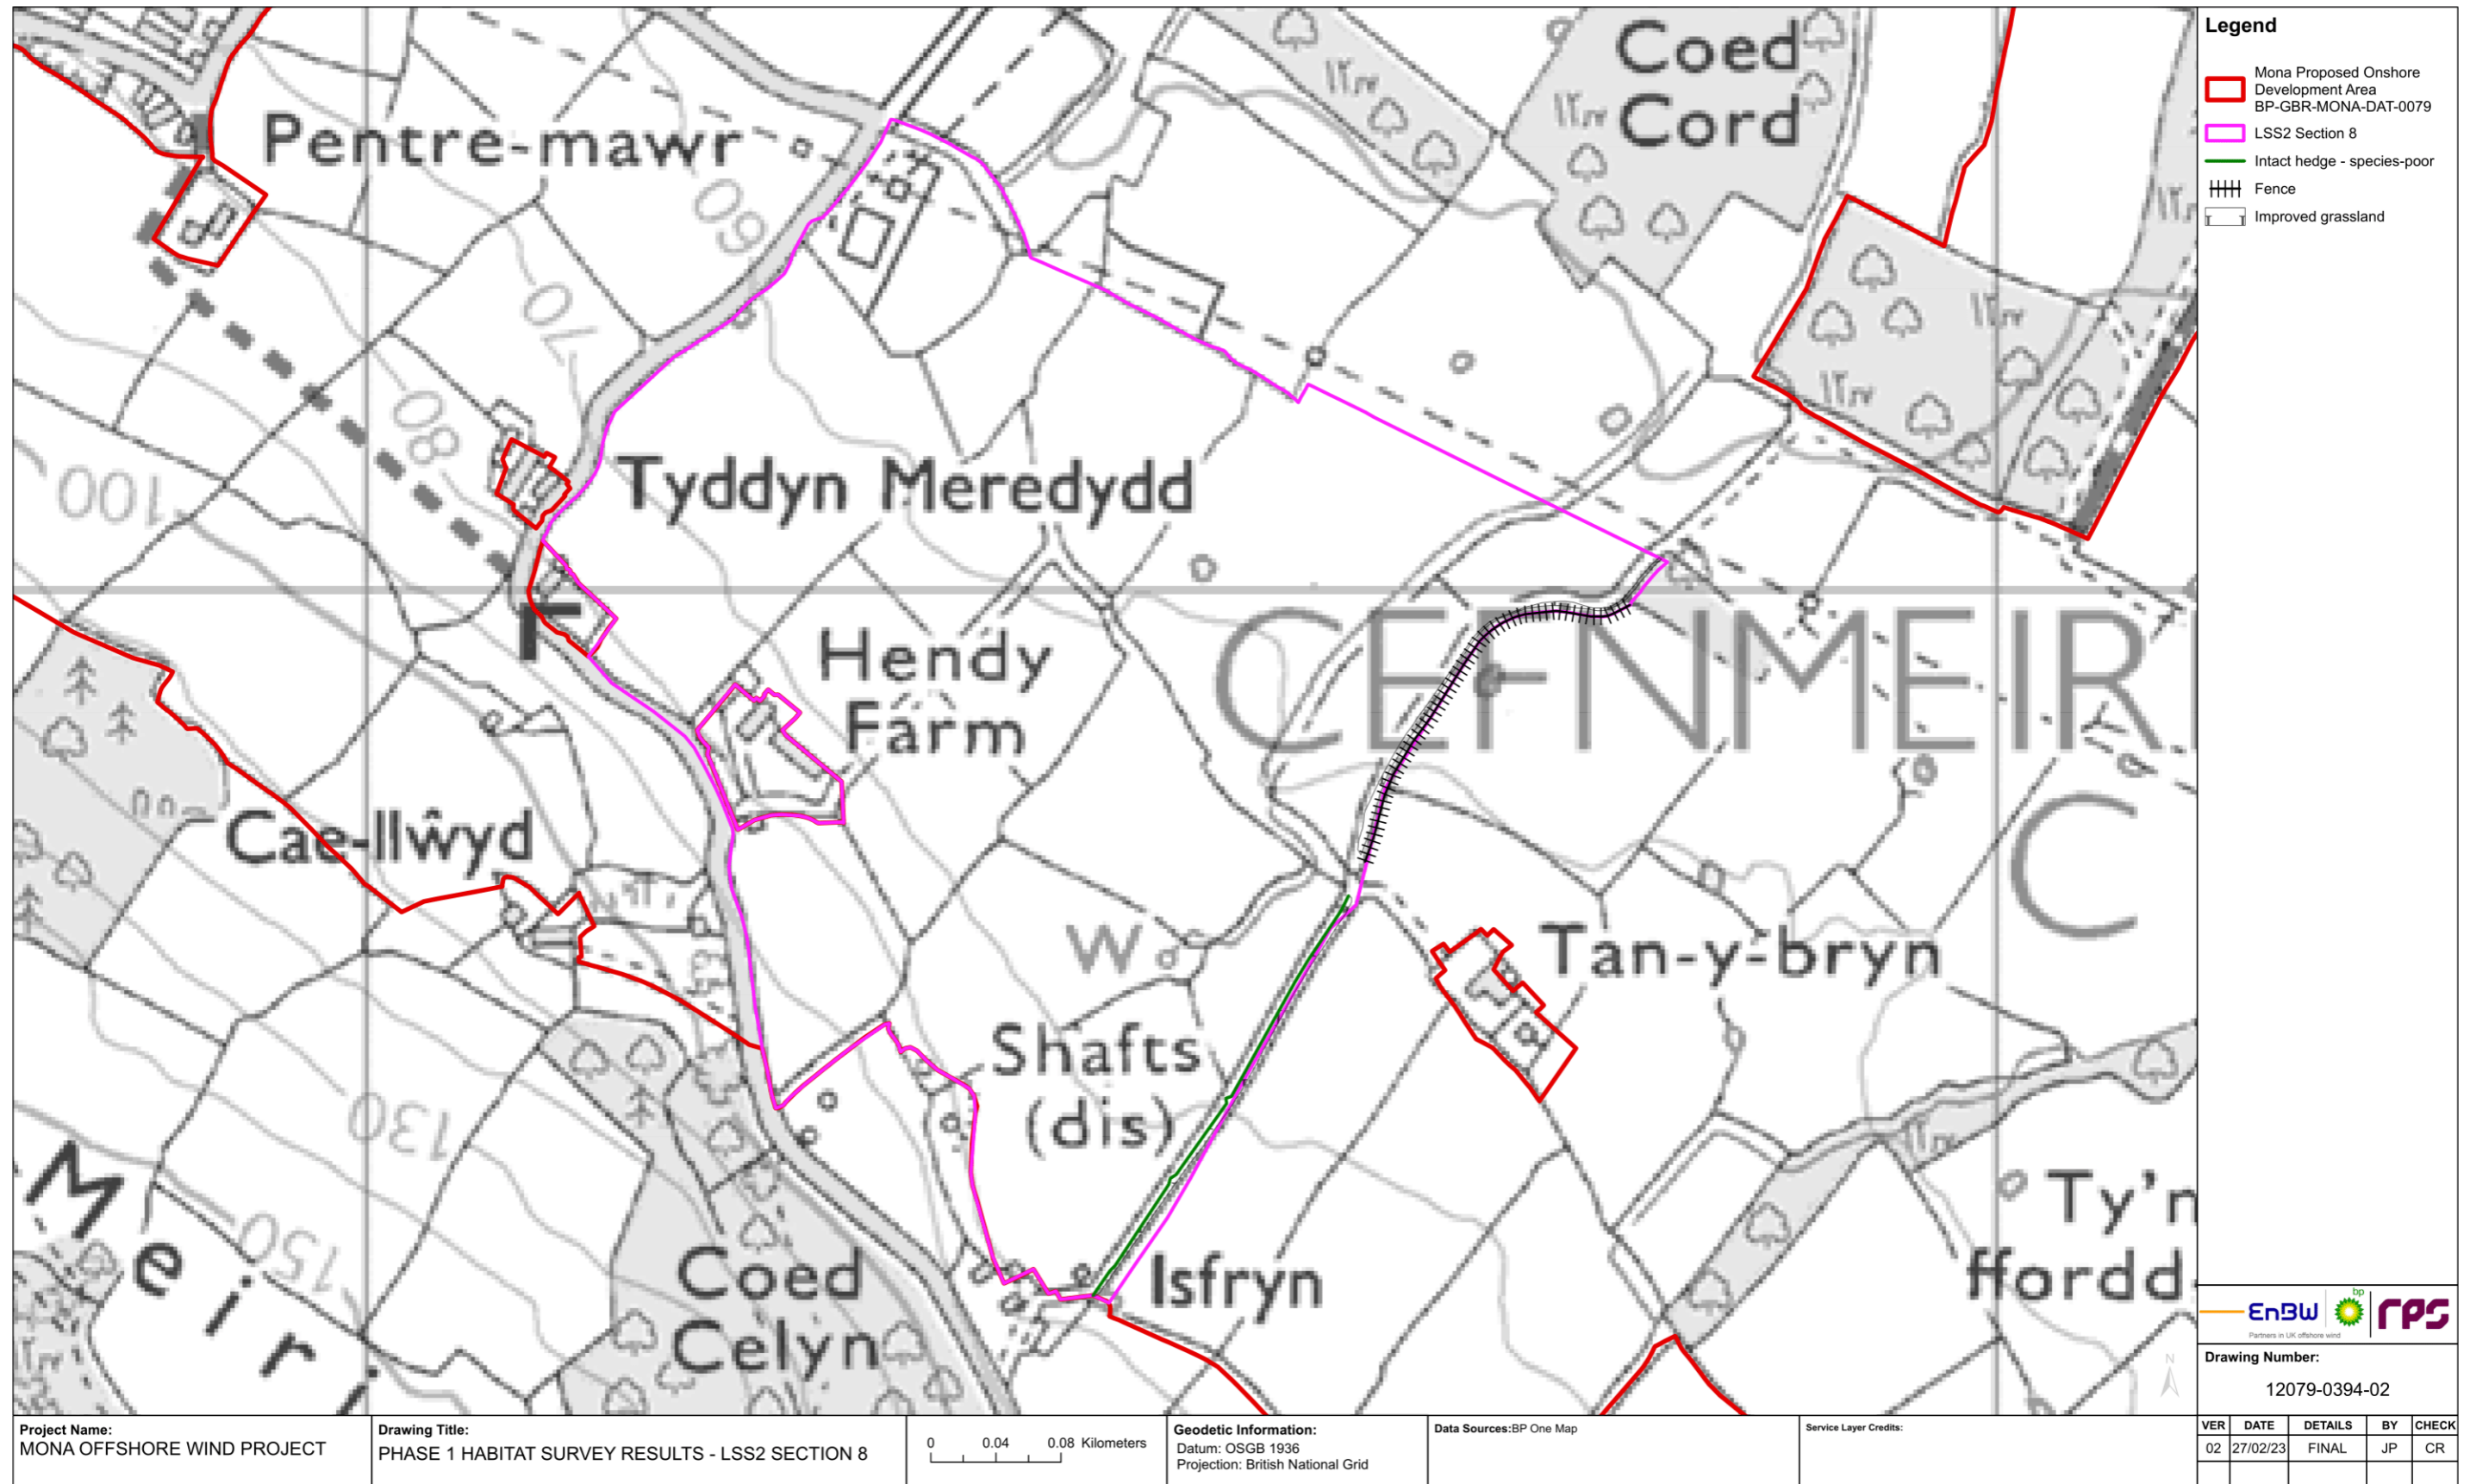 Coed
Cord
Pentre-mawr
60
70
80
100
Tyddyn Meredydd
Hendy
Farm
CEFNMEIR
C
Cae-llŵyd
W
Tan-y-bryn
Shafts
(dis)
130
150
Meir
Coed
Celyn
Isfryn
Ty'n
ffordd
Legend
Mona Proposed Onshore
Development Area
BP-GBR-MONA-DAT-0079
LSS2 Section 8
Intact hedge - species-poor
Fence
I I Improved grassland
EnBW bp rps
Partners in UK offshore wind
N
Drawing Number:
12079-0394-02
VER DATE DETAILS BY CHECK
02 27/02/23 FINAL JP CR
Project Name:
MONA OFFSHORE WIND PROJECT
Drawing Title:
PHASE 1 HABITAT SURVEY RESULTS - LSS2 SECTION 8
0 0.04 0.08 Kilometers
Geodetic Information:
Datum: OSGB 1936
Projection: British National Grid
Data Sources:BP One Map
Service Layer Credits: